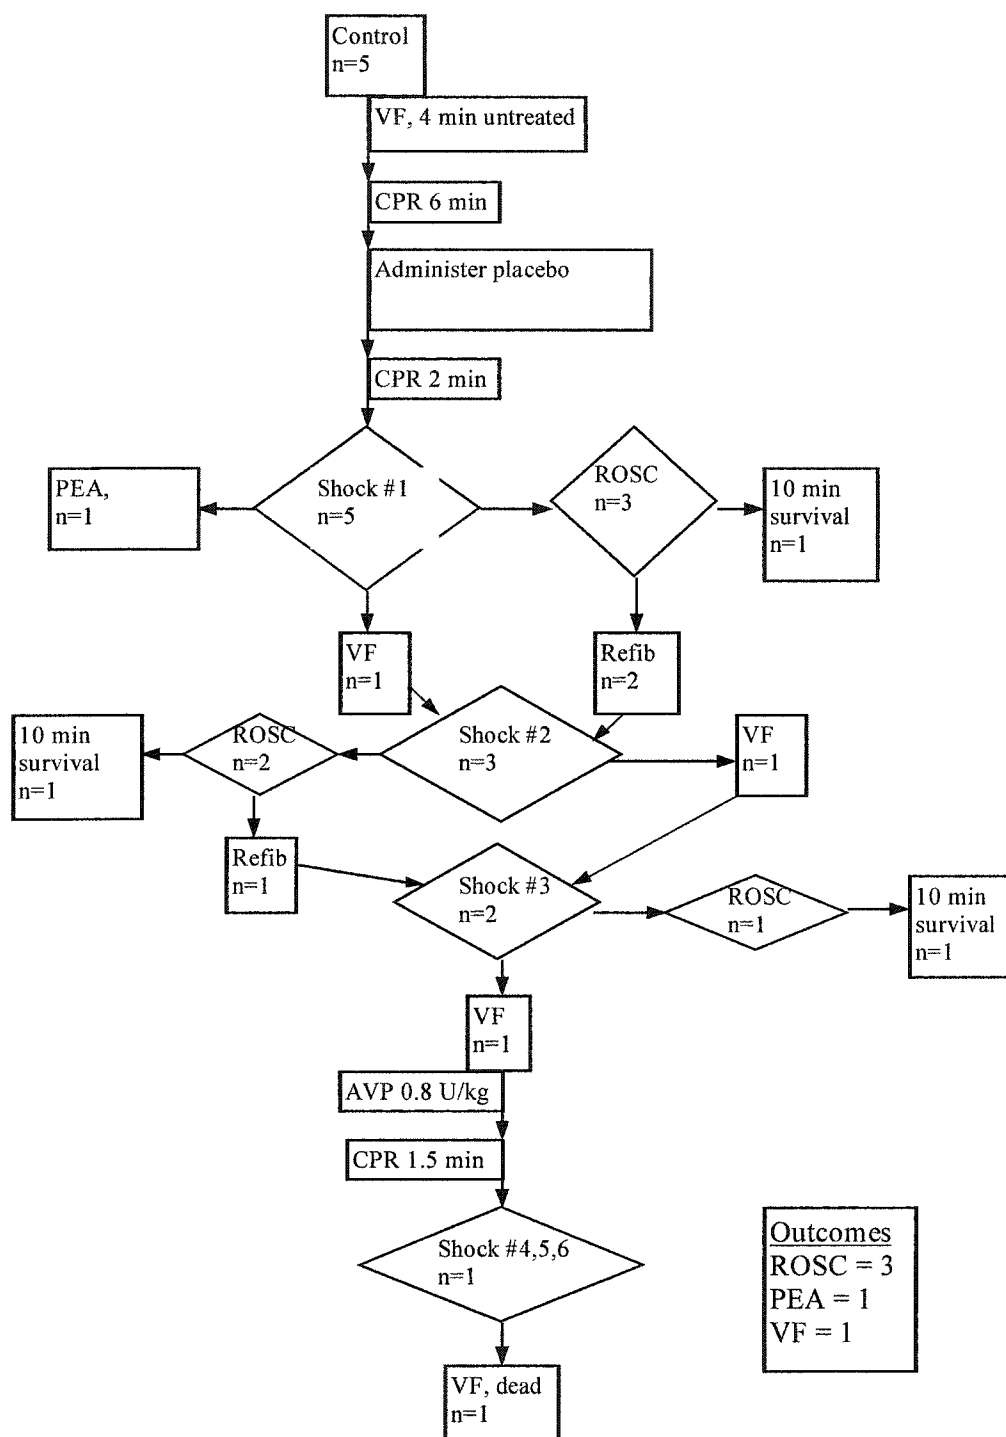 Control
n=5
VF, 4 min untreated
CPR 6 min
Administer placebo
CPR 2 min
PEA,
n=1
Shock #1
n=5
ROSC
n=3
10 min
survival
n=1
VF
n=1
Refib
n=2
10 min
survival
n=1
ROSC
n=2
Shock #2
n=3
VF
n=1
Refib
n=1
Shock #3
n=2
ROSC
n=1
10 min
survival
n=1
VF
n=1
AVP 0.8 U/kg
CPR 1.5 min
Shock #4,5,6
n=1
Outcomes
ROSC = 3
PEA = 1
VF = 1
VF, dead
n=1